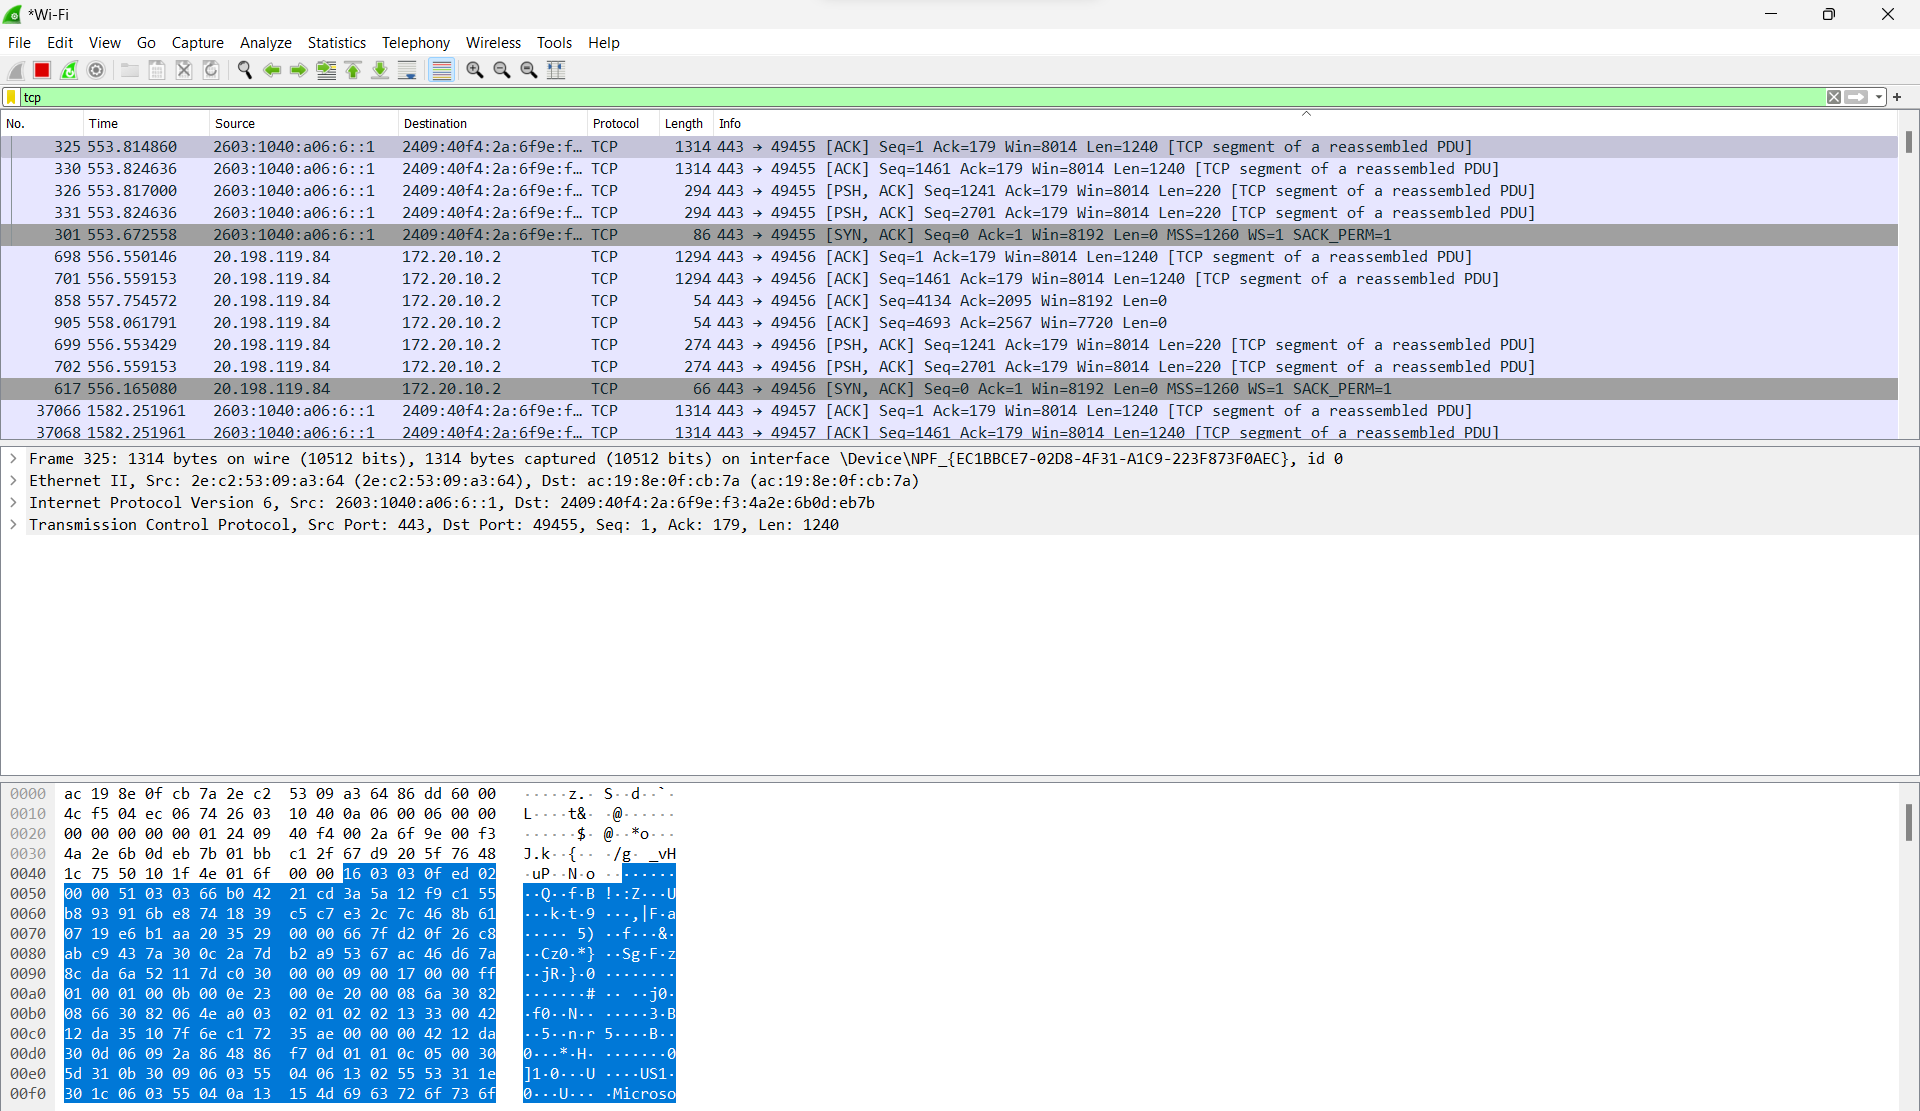 *Wi-Fi
File Edit View Go Capture Analyze Statistics Telephony Wireless Tools Help
tcp
No. Time Source Destination Protocol Length Info
325 553.814860 2603:1040:a06:6::1 2409:40f4:2a:6f9e:f… TCP 1314 443 → 49455 [ACK] Seq=1 Ack=179 Win=8014 Len=1240 [TCP segment of a reassembled PDU]
330 553.824636 2603:1040:a06:6::1 2409:40f4:2a:6f9e:f… TCP 1314 443 → 49455 [ACK] Seq=1461 Ack=179 Win=8014 Len=1240 [TCP segment of a reassembled PDU]
326 553.817000 2603:1040:a06:6::1 2409:40f4:2a:6f9e:f… TCP 294 443 → 49455 [PSH, ACK] Seq=1241 Ack=179 Win=8014 Len=220 [TCP segment of a reassembled PDU]
331 553.824636 2603:1040:a06:6::1 2409:40f4:2a:6f9e:f… TCP 294 443 → 49455 [PSH, ACK] Seq=2701 Ack=179 Win=8014 Len=220 [TCP segment of a reassembled PDU]
301 553.672558 2603:1040:a06:6::1 2409:40f4:2a:6f9e:f… TCP 86 443 → 49455 [SYN, ACK] Seq=0 Ack=1 Win=8192 Len=0 MSS=1260 WS=1 SACK_PERM=1
698 556.550146 20.198.119.84 172.20.10.2 TCP 1294 443 → 49456 [ACK] Seq=1 Ack=179 Win=8014 Len=1240 [TCP segment of a reassembled PDU]
701 556.559153 20.198.119.84 172.20.10.2 TCP 1294 443 → 49456 [ACK] Seq=1461 Ack=179 Win=8014 Len=1240 [TCP segment of a reassembled PDU]
858 557.754572 20.198.119.84 172.20.10.2 TCP 54 443 → 49456 [ACK] Seq=4134 Ack=2095 Win=8192 Len=0
905 558.061791 20.198.119.84 172.20.10.2 TCP 54 443 → 49456 [ACK] Seq=4693 Ack=2567 Win=7720 Len=0
699 556.553429 20.198.119.84 172.20.10.2 TCP 274 443 → 49456 [PSH, ACK] Seq=1241 Ack=179 Win=8014 Len=220 [TCP segment of a reassembled PDU]
702 556.559153 20.198.119.84 172.20.10.2 TCP 274 443 → 49456 [PSH, ACK] Seq=2701 Ack=179 Win=8014 Len=220 [TCP segment of a reassembled PDU]
617 556.165080 20.198.119.84 172.20.10.2 TCP 66 443 → 49456 [SYN, ACK] Seq=0 Ack=1 Win=8192 Len=0 MSS=1260 WS=1 SACK_PERM=1
37066 1582.251961 2603:1040:a06:6::1 2409:40f4:2a:6f9e:f… TCP 1314 443 → 49457 [ACK] Seq=1 Ack=179 Win=8014 Len=1240 [TCP segment of a reassembled PDU]
37068 1582.251961 2603:1040:a06:6::1 2409:40f4:2a:6f9e:f… TCP 1314 443 → 49457 [ACK] Seq=1461 Ack=179 Win=8014 Len=1240 [TCP segment of a reassembled PDU]
Frame 325: 1314 bytes on wire (10512 bits), 1314 bytes captured (10512 bits) on interface \Device\NPF_{EC1BBCE7-02D8-4F31-A1C9-223F873F0AEC}, id 0
Ethernet II, Src: 2e:c2:53:09:a3:64 (2e:c2:53:09:a3:64), Dst: ac:19:8e:0f:cb:7a (ac:19:8e:0f:cb:7a)
Internet Protocol Version 6, Src: 2603:1040:a06:6::1, Dst: 2409:40f4:2a:6f9e:f3:4a2e:6b0d:eb7b
Transmission Control Protocol, Src Port: 443, Dst Port: 49455, Seq: 1, Ack: 179, Len: 1240
0000 ac 19 8e 0f cb 7a 2e c2 53 09 a3 64 86 dd 60 00 ·····z.· S··d··`·
0010 4c f5 04 ec 06 74 26 03 10 40 0a 06 00 06 00 00 L····t&· ·@······
0020 00 00 00 00 00 01 24 09 40 f4 00 2a 6f 9e 00 f3 ······$· @··*o···
0030 4a 2e 6b 0d eb 7b 01 bb c1 2f 67 d9 20 5f 76 48 J.k··{·· ·/g· _vH
0040 1c 75 50 10 1f 4e 01 6f 00 00 16 03 03 0f ed 02 ·uP··N·o ········
0050 00 00 51 03 03 66 b0 42 21 cd 3a 5a 12 f9 c1 55 ··Q··f·B !·:Z···U
0060 b8 93 91 6b e8 74 18 39 c5 c7 e3 2c 7c 46 8b 61 ···k·t·9 ···,|F·a
0070 07 19 e6 b1 aa 20 35 29 00 00 66 7f d2 0f 26 c8 ····· 5) ··f···&·
0080 ab c9 43 7a 30 0c 2a 7d b2 a9 53 67 ac 46 d6 7a ··Cz0·*} ··Sg·F·z
0090 8c da 6a 52 11 7d c0 30 00 00 09 00 17 00 00 ff ··jR·}·0 ········
00a0 01 00 01 00 0b 00 0e 23 00 0e 20 00 08 6a 30 82 ·······# ·· ··j0·
00b0 08 66 30 82 06 4e a0 03 02 01 02 02 13 33 00 42 ·f0··N·· ·····3·B
00c0 12 da 35 10 7f 6e c1 72 35 ae 00 00 00 42 12 da ··5··n·r 5····B··
00d0 30 0d 06 09 2a 86 48 86 f7 0d 01 01 0c 05 00 30 0···*·H· ·······0
00e0 5d 31 0b 30 09 06 03 55 04 06 13 02 55 53 31 1e ]1·0···U ····US1·
00f0 30 1c 06 03 55 04 0a 13 15 4d 69 63 72 6f 73 6f 0···U··· ·Microso